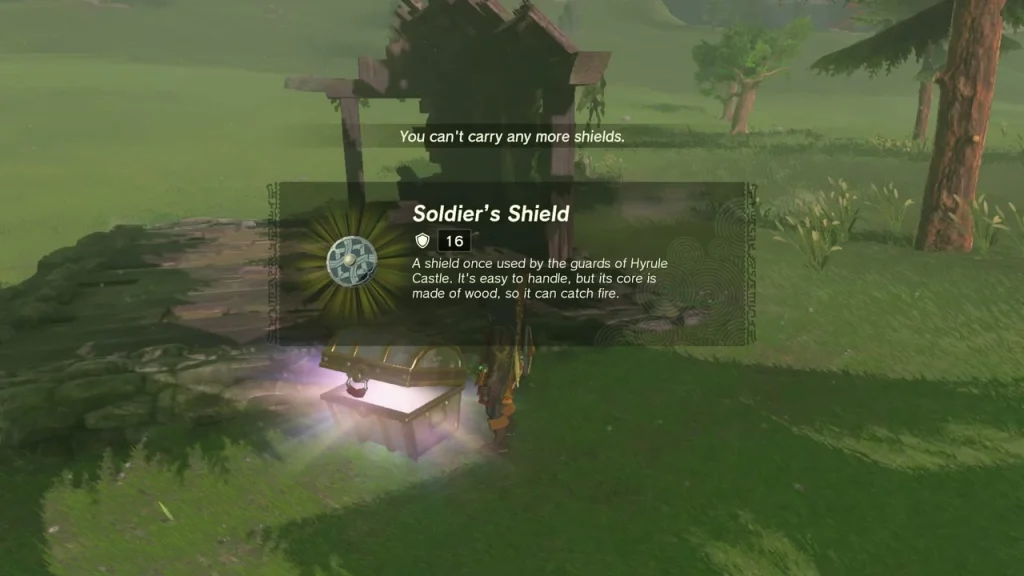 You can't carry any more shields.
Soldier's Shield
16
A shield once used by the guards of Hyrule
Castle. It's easy to handle, but its core is
made of wood, so it can catch fire.